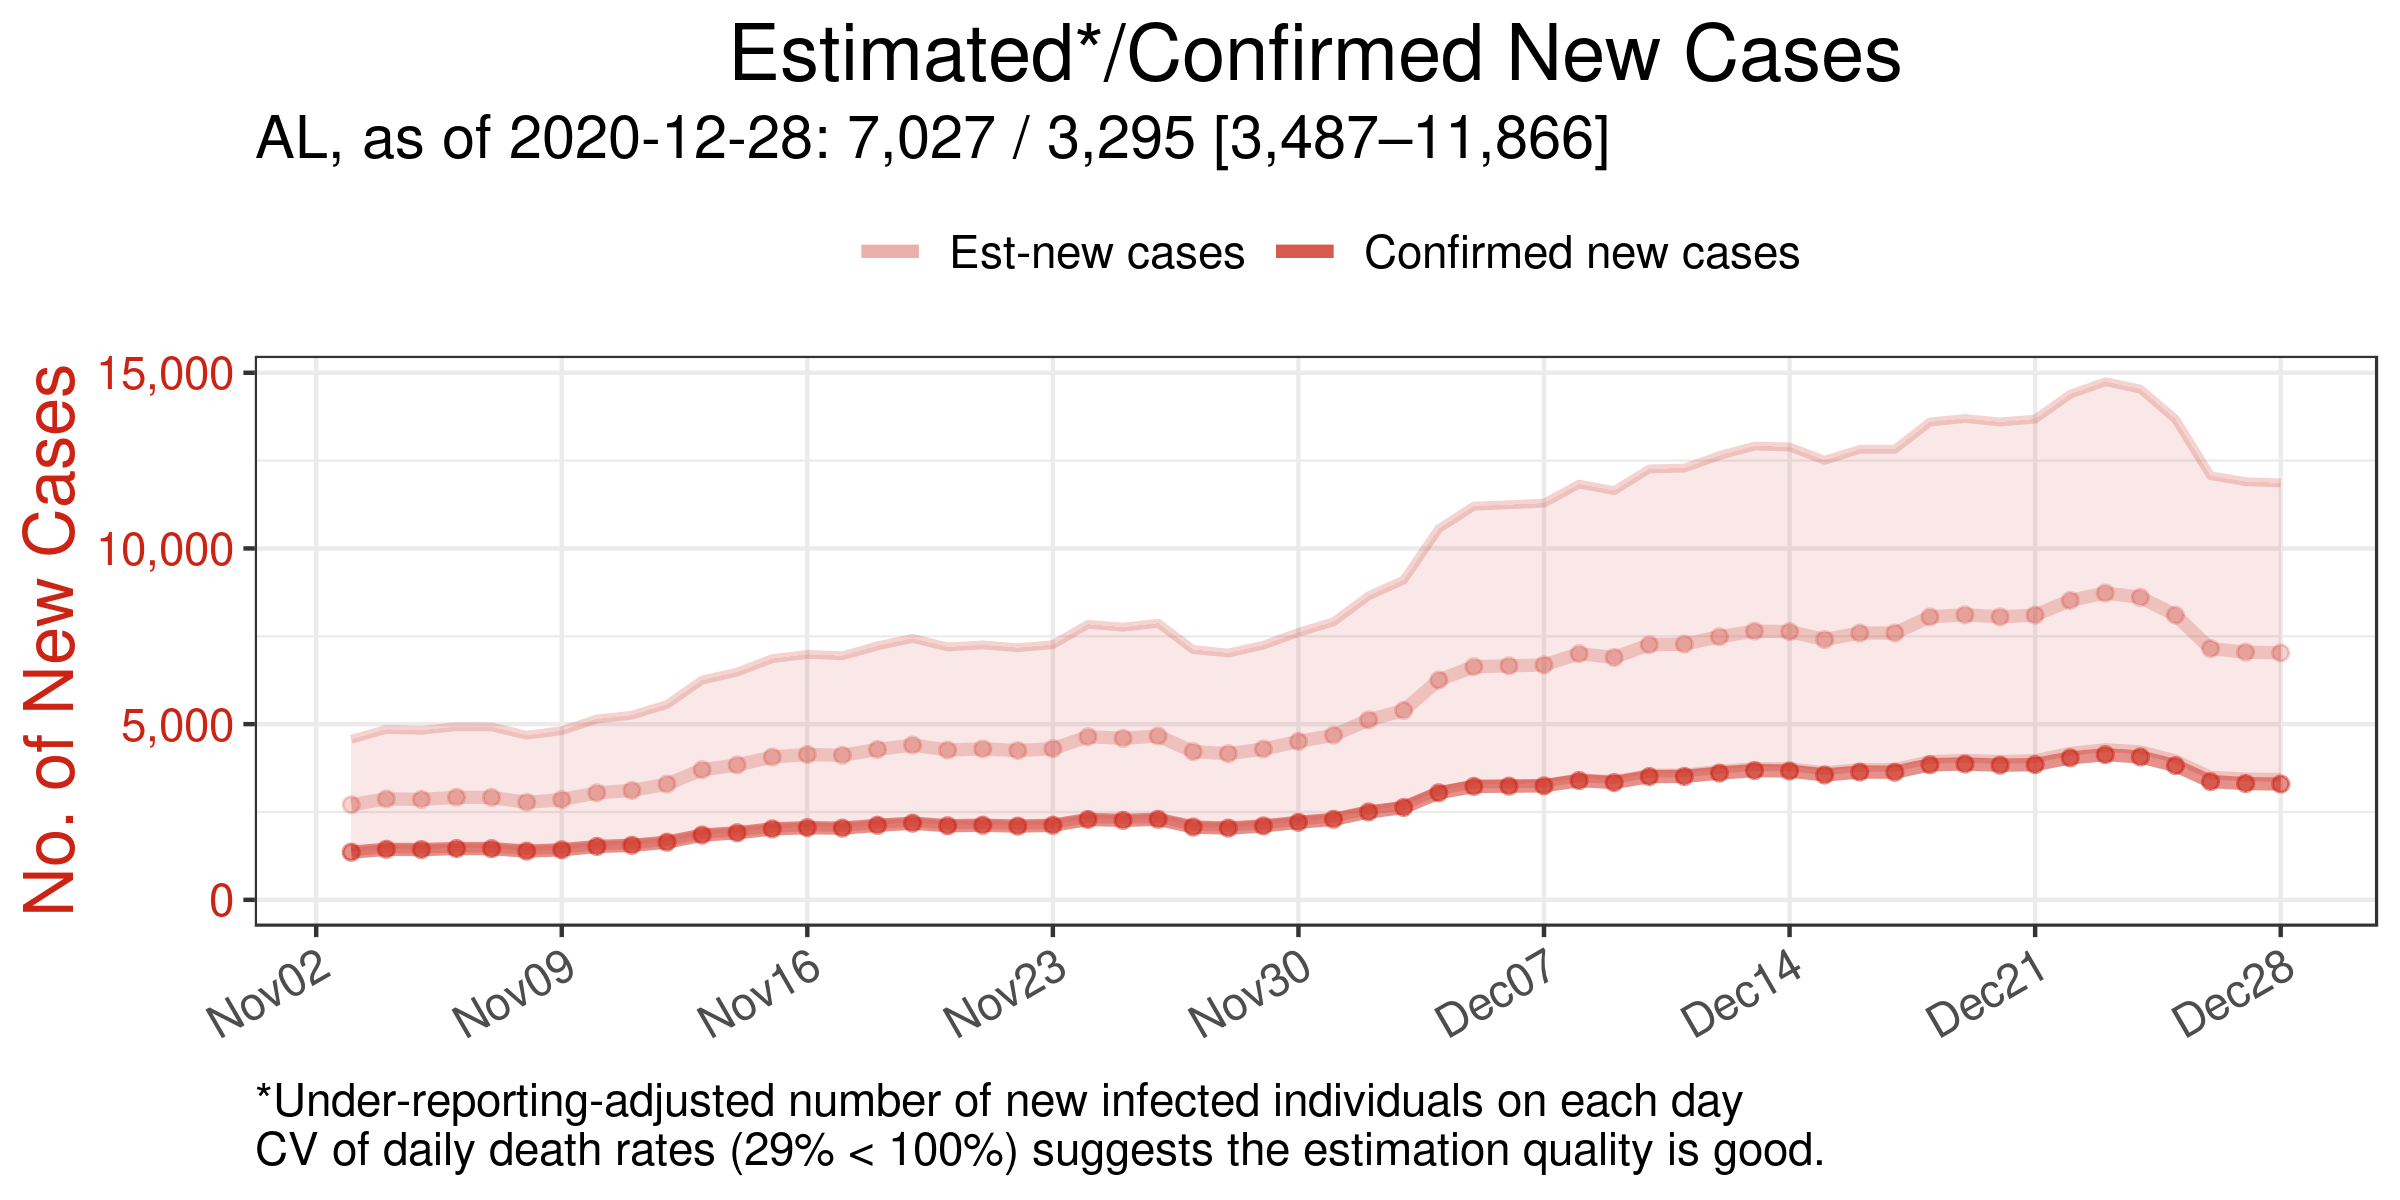 Estimated*/Confirmed New Cases
AL, as of 2020-12-28: 7,027 / 3,295 [3,487–11,866]
Est-new cases Confirmed new cases
No. of New Cases
15,000
10,000
5,000
0
Nov02 Nov09 Nov16 Nov23 Nov30 Dec07 Dec14 Dec21 Dec28
*Under-reporting-adjusted number of new infected individuals on each day
CV of daily death rates (29% < 100%) suggests the estimation quality is good.